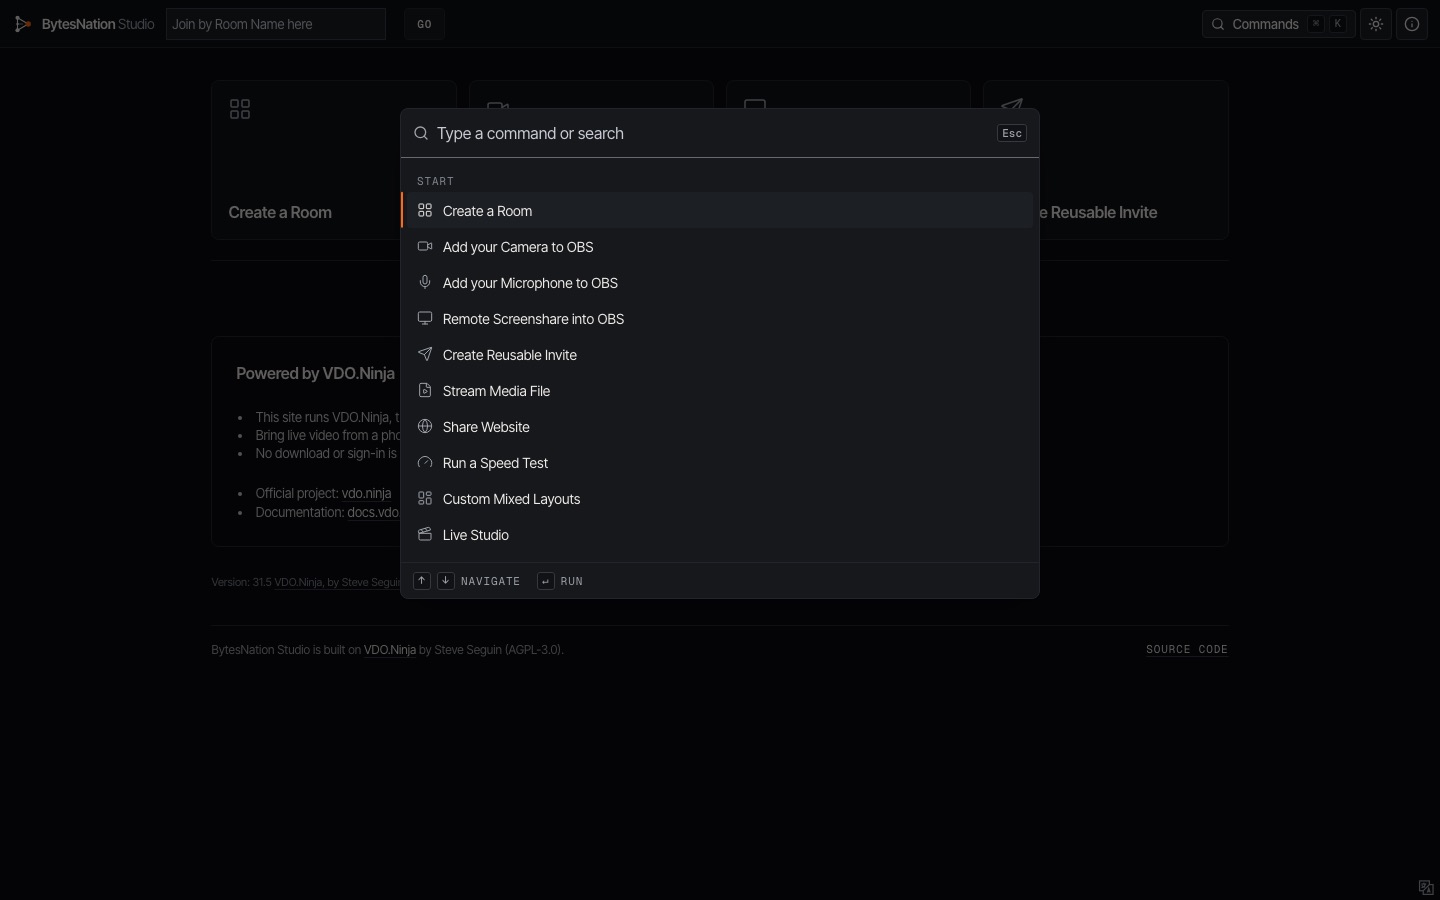 BytesNation Studio
Join by Room Name here
GO
Commands ⌘ K
Type a command or search
Esc
START
Create a Room
Add your Camera to OBS
Add your Microphone to OBS
Remote Screenshare into OBS
Create Reusable Invite
Stream Media File
Share Website
Run a Speed Test
Custom Mixed Layouts
Live Studio
↑ ↓ NAVIGATE ↵ RUN
Create a Room
Reusable Invite
Powered by VDO.Ninja
• This site runs VDO.Ninja,
• Bring live video from a
• No download or sign-in is
• Official project: vdo.ninja
• Documentation: docs.vdo.
Version: 31.5 VDO.Ninja, by Steve Seguin
BytesNation Studio is built on VDO.Ninja by Steve Seguin (AGPL-3.0).
SOURCE CODE